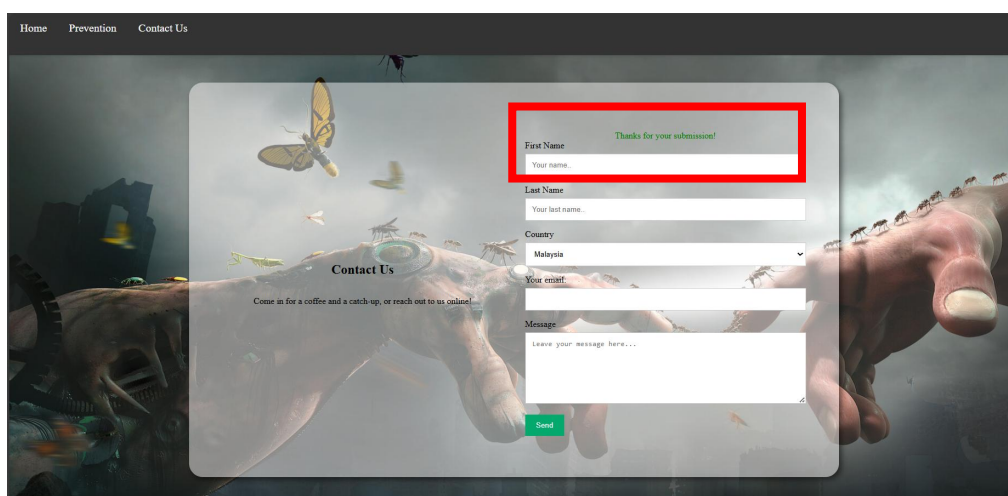 Home Prevention Contact Us
Contact Us
Come in for a coffee and a catch-up, or reach out to us online!
Thanks for your submission!
First Name
Your name..
Last Name
Your last name..
Country
Malaysia
Your email:
Message
Leave your message here...
Send